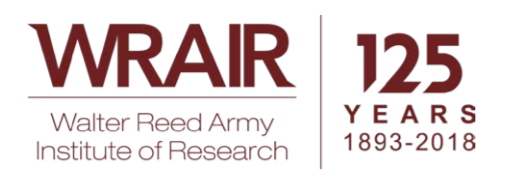 WRAIR
Walter Reed Army
Institute of Research
125
YEARS
1893-2018